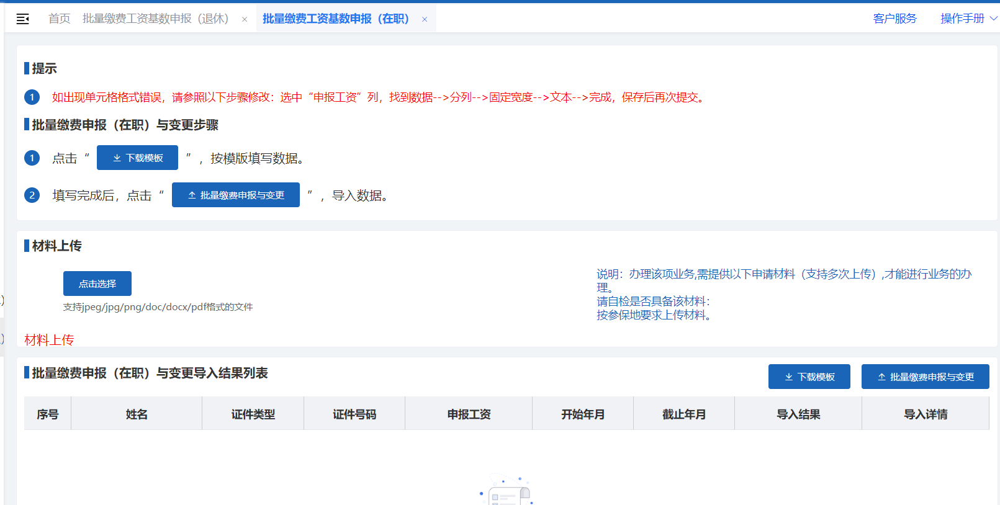 首页 批量缴费工资基数申报（退休） × 批量缴费工资基数申报（在职） × 客户服务 操作手册
提示
1 如出现单元格格式错误，请参照以下步骤修改：选中“申报工资”列，找到数据-->分列-->固定宽度-->文本-->完成，保存后再次提交。
批量缴费申报（在职）与变更步骤
1 点击“ 下载模板 ”，按模版填写数据。
2 填写完成后，点击“ 批量缴费申报与变更 ”，导入数据。
材料上传
点击选择
支持jpeg/jpg/png/doc/docx/pdf格式的文件
说明：办理该项业务,需提供以下申请材料（支持多次上传）,才能进行业务的办
理。
请自检是否具备该材料：
按参保地要求上传材料。
材料上传
批量缴费申报（在职）与变更导入结果列表 下载模板 批量缴费申报与变更
序号 姓名 证件类型 证件号码 申报工资 开始年月 截止年月 导入结果 导入详情